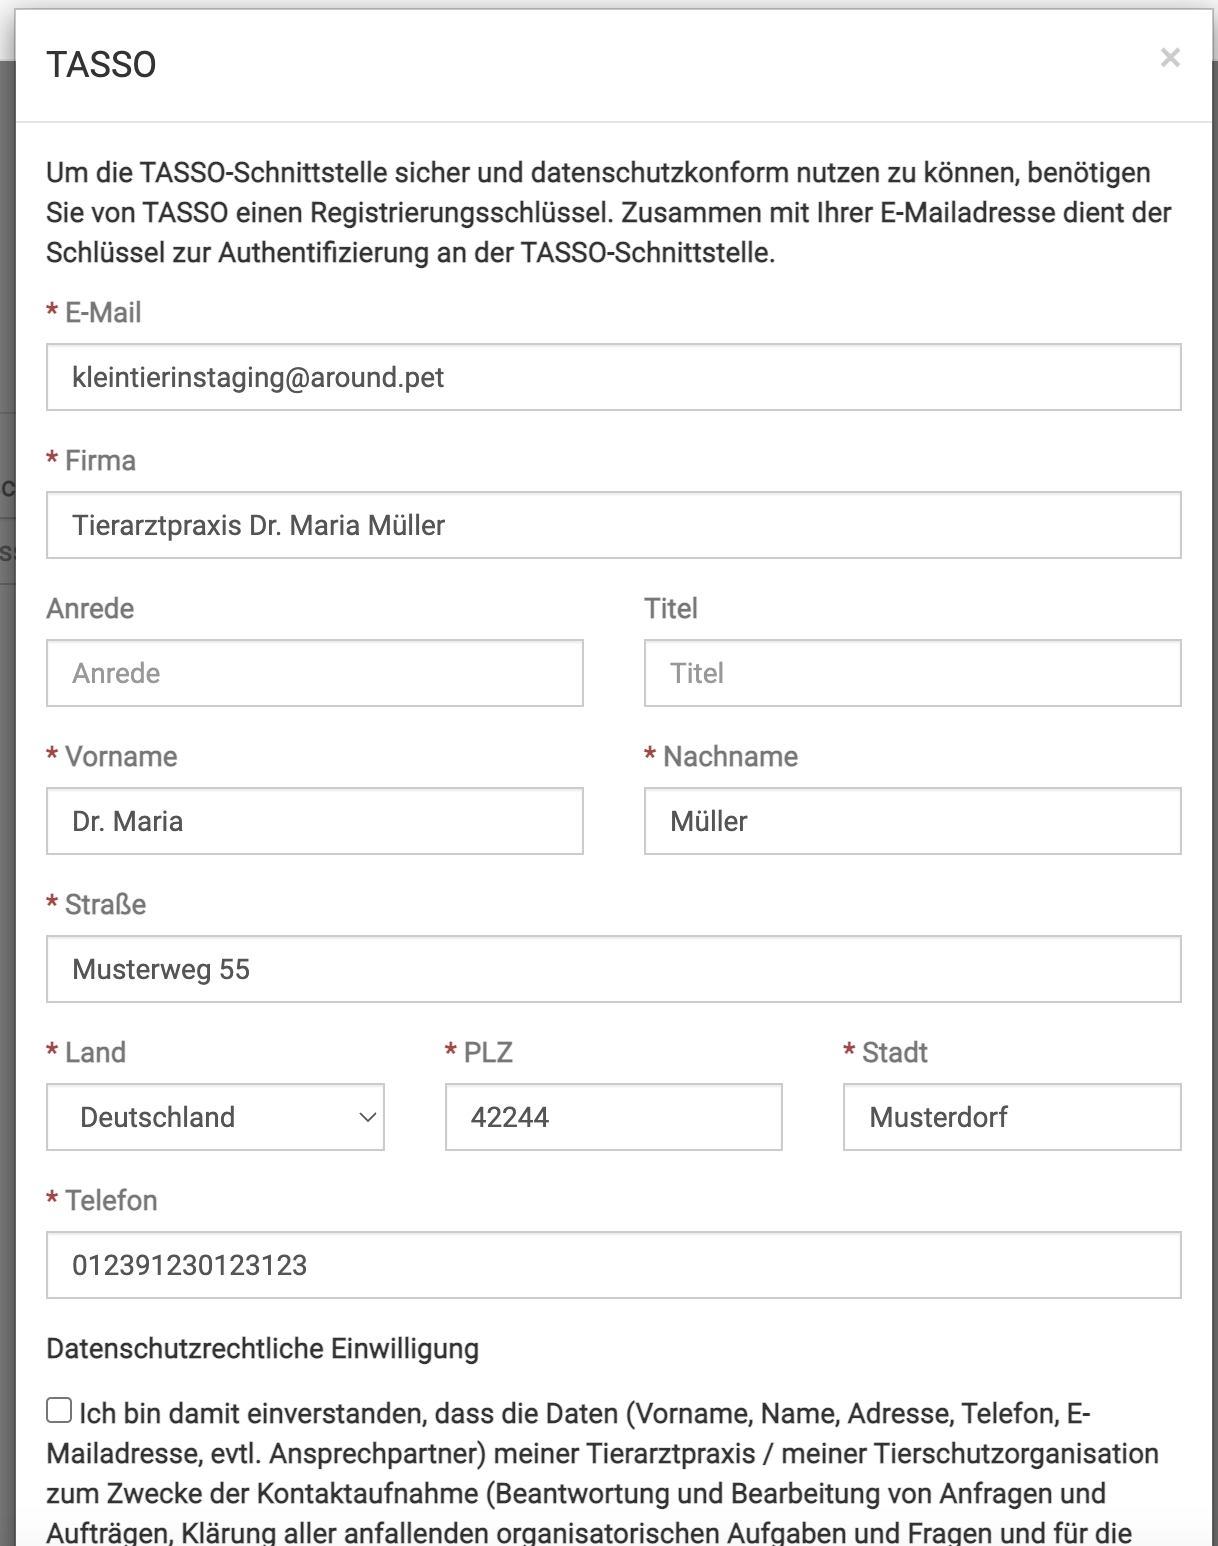 TASSO
×
Um die TASSO-Schnittstelle sicher und datenschutzkonform nutzen zu können, benötigen
Sie von TASSO einen Registrierungsschlüssel. Zusammen mit Ihrer E-Mailadresse dient der
Schlüssel zur Authentifizierung an der TASSO-Schnittstelle.
* E-Mail
kleintierinstaging@around.pet
* Firma
Tierarztpraxis Dr. Maria Müller
Anrede Titel
Anrede Titel
* Vorname * Nachname
Dr. Maria Müller
* Straße
Musterweg 55
* Land * PLZ * Stadt
Deutschland 42244 Musterdorf
* Telefon
012391230123123
Datenschutzrechtliche Einwilligung
Ich bin damit einverstanden, dass die Daten (Vorname, Name, Adresse, Telefon, E-
Mailadresse, evtl. Ansprechpartner) meiner Tierarztpraxis / meiner Tierschutzorganisation
zum Zwecke der Kontaktaufnahme (Beantwortung und Bearbeitung von Anfragen und
Aufträgen, Klärung aller anfallenden organisatorischen Aufgaben und Fragen und für die